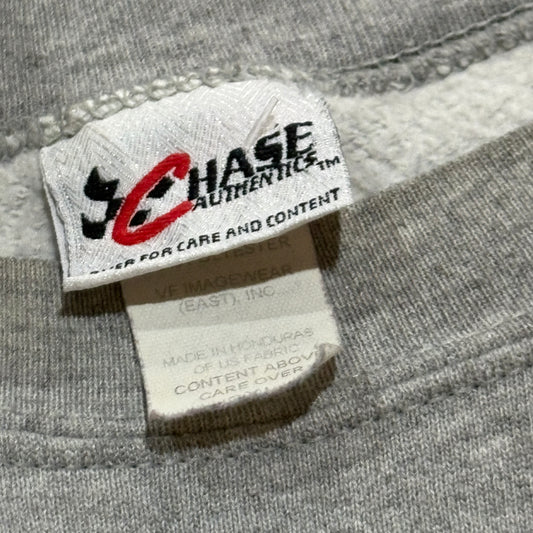 CHASE
AUTHENTICS™
FOR CARE AND CONTENT
VF IMAGEWEAR
(EAST), INC
MADE IN HONDURAS
OF US FABRIC
CONTENT ABOVE
CARE OVER